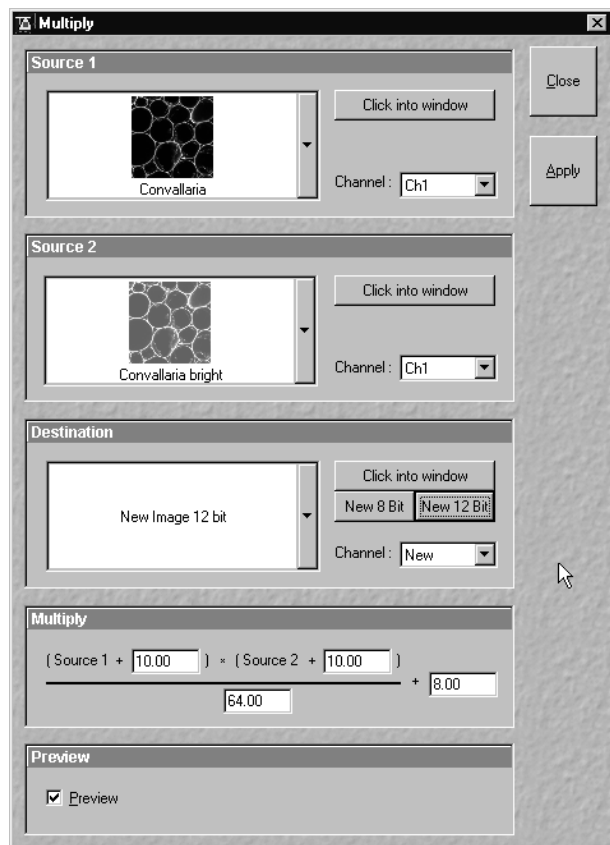 Multiply
Source 1
Close
Click into window
Apply
Channel : Ch1
Convallaria
Source 2
Click into window
Channel : Ch1
Convallaria bright
Destination
Click into window
New Image 12 bit
New 8 Bit New 12 Bit
Channel : New
Multiply
( Source 1 + 10.00 ) × ( Source 2 + 10.00 )
+ 8.00
64.00
Preview
Preview